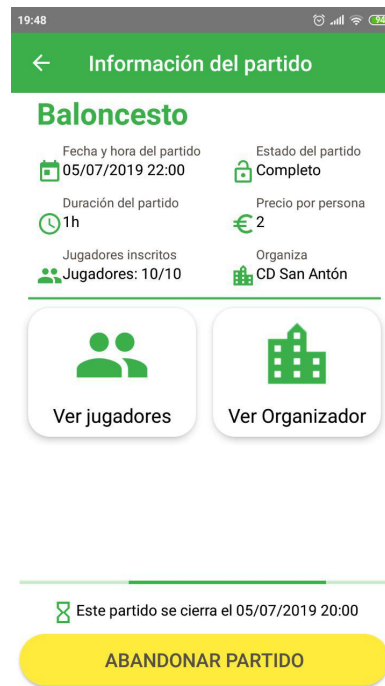 19:48
94
Información del partido
Baloncesto
Fecha y hora del partido
05/07/2019 22:00
Estado del partido
Completo
Duración del partido
1h
Precio por persona
2
Jugadores inscritos
Jugadores: 10/10
Organiza
CD San Antón
Ver jugadores
Ver Organizador
Este partido se cierra el 05/07/2019 20:00
ABANDONAR PARTIDO